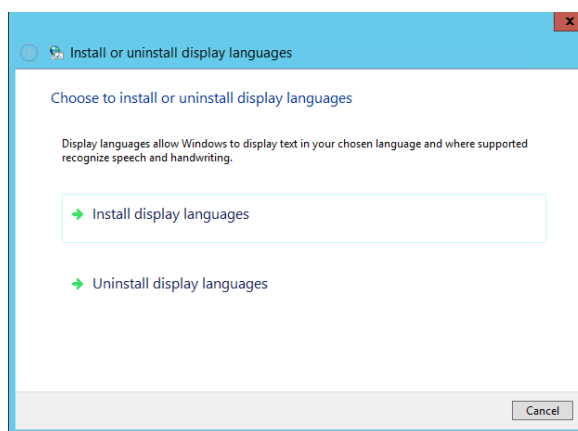 x
Install or uninstall display languages
Choose to install or uninstall display languages
Display languages allow Windows to display text in your chosen language and where supported
recognize speech and handwriting.
Install display languages
Uninstall display languages
Cancel